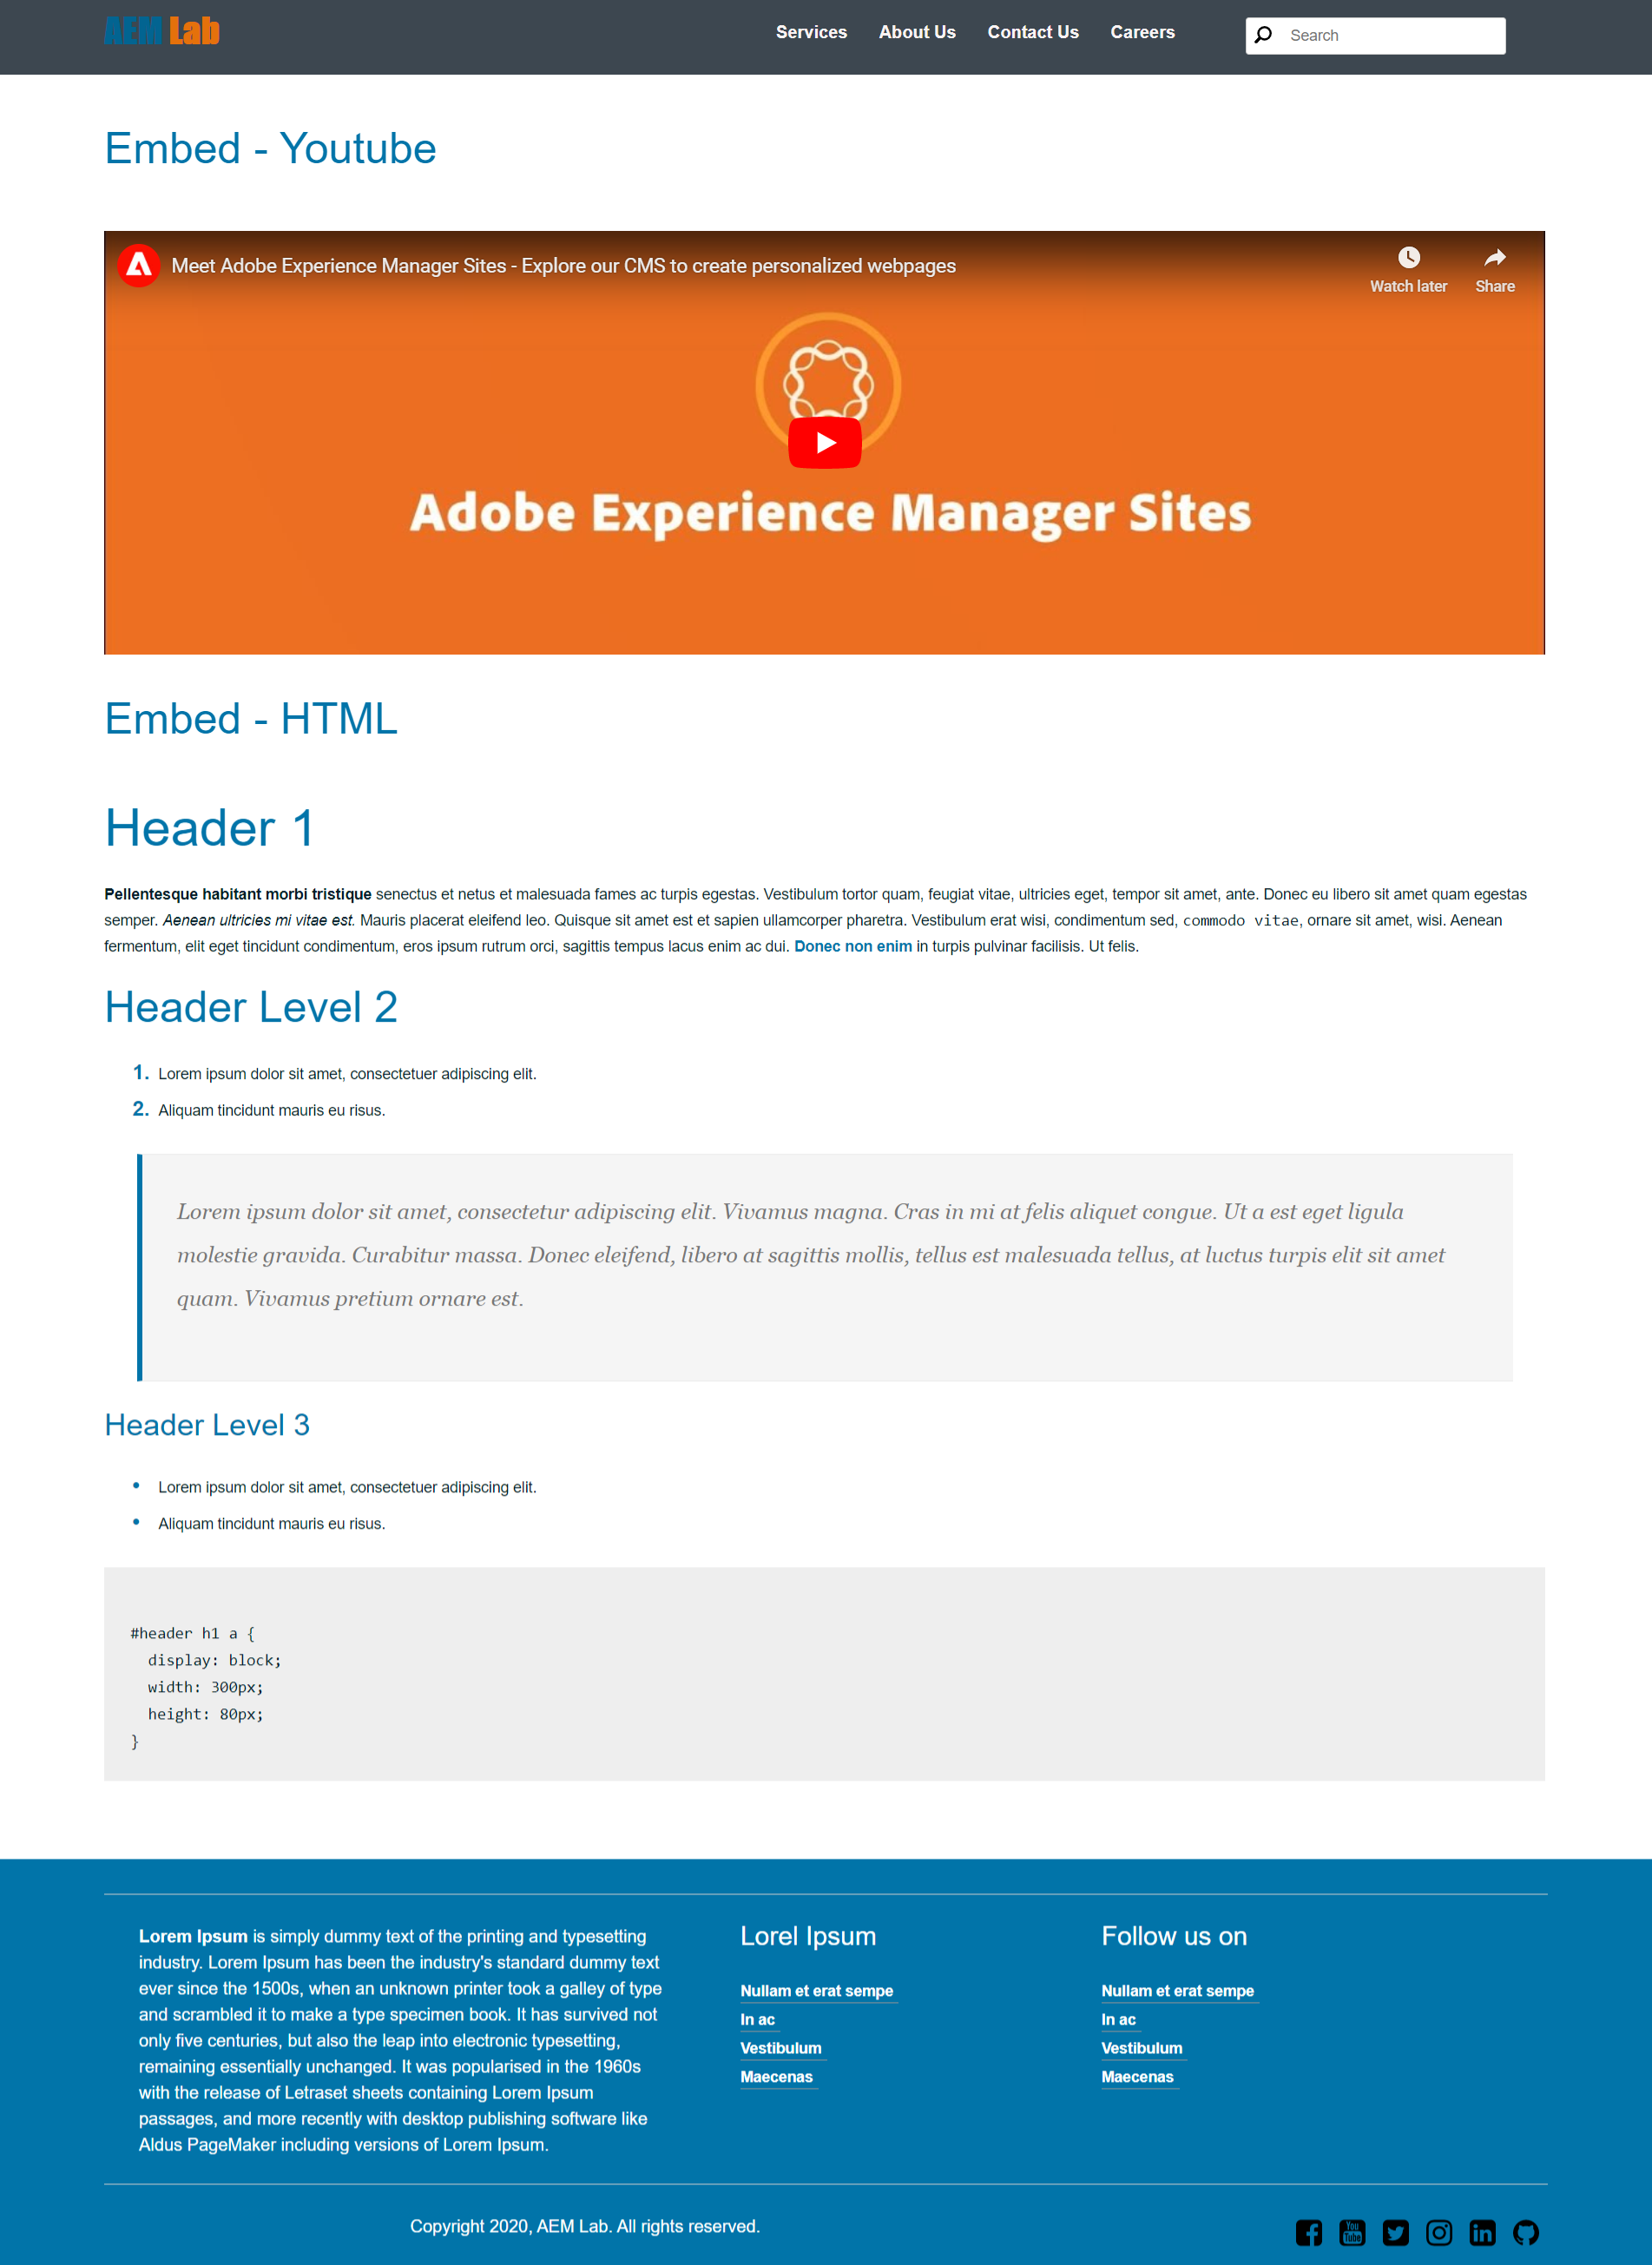 AEM Lab
Services About Us Contact Us Careers
Search
Embed - Youtube
Meet Adobe Experience Manager Sites - Explore our CMS to create personalized webpages
Watch later Share
Adobe Experience Manager Sites
Embed - HTML
Header 1
Pellentesque habitant morbi tristique senectus et netus et malesuada fames ac turpis egestas. Vestibulum tortor quam, feugiat vitae, ultricies eget, tempor sit amet, ante. Donec eu libero sit amet quam egestas
semper. Aenean ultricies mi vitae est. Mauris placerat eleifend leo. Quisque sit amet est et sapien ullamcorper pharetra. Vestibulum erat wisi, condimentum sed, commodo vitae, ornare sit amet, wisi. Aenean
fermentum, elit eget tincidunt condimentum, eros ipsum rutrum orci, sagittis tempus lacus enim ac dui. Donec non enim in turpis pulvinar facilisis. Ut felis.
Header Level 2
1. Lorem ipsum dolor sit amet, consectetuer adipiscing elit.
2. Aliquam tincidunt mauris eu risus.
Lorem ipsum dolor sit amet, consectetur adipiscing elit. Vivamus magna. Cras in mi at felis aliquet congue. Ut a est eget ligula
molestie gravida. Curabitur massa. Donec eleifend, libero at sagittis mollis, tellus est malesuada tellus, at luctus turpis elit sit amet
quam. Vivamus pretium ornare est.
Header Level 3
• Lorem ipsum dolor sit amet, consectetuer adipiscing elit.
• Aliquam tincidunt mauris eu risus.
#header h1 a {
  display: block;
  width: 300px;
  height: 80px;
}
Lorem Ipsum is simply dummy text of the printing and typesetting
industry. Lorem Ipsum has been the industry's standard dummy text
ever since the 1500s, when an unknown printer took a galley of type
and scrambled it to make a type specimen book. It has survived not
only five centuries, but also the leap into electronic typesetting,
remaining essentially unchanged. It was popularised in the 1960s
with the release of Letraset sheets containing Lorem Ipsum
passages, and more recently with desktop publishing software like
Aldus PageMaker including versions of Lorem Ipsum.
Lorel Ipsum
Nullam et erat sempe
In ac
Vestibulum
Maecenas
Follow us on
Nullam et erat sempe
In ac
Vestibulum
Maecenas
Copyright 2020, AEM Lab. All rights reserved.
You
Tube
in